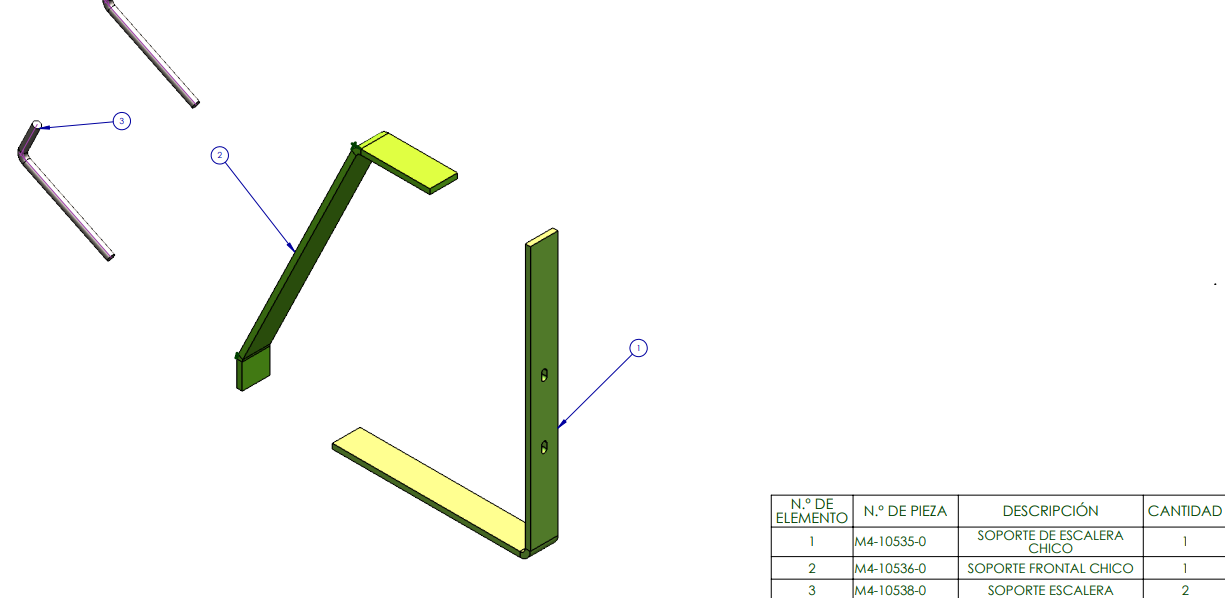 3
2
1
N.º DE ELEMENTO N.º DE PIEZA DESCRIPCIÓN CANTIDAD
1 M4-10535-0 SOPORTE DE ESCALERA CHICO 1
2 M4-10536-0 SOPORTE FRONTAL CHICO 1
3 M4-10538-0 SOPORTE ESCALERA 2